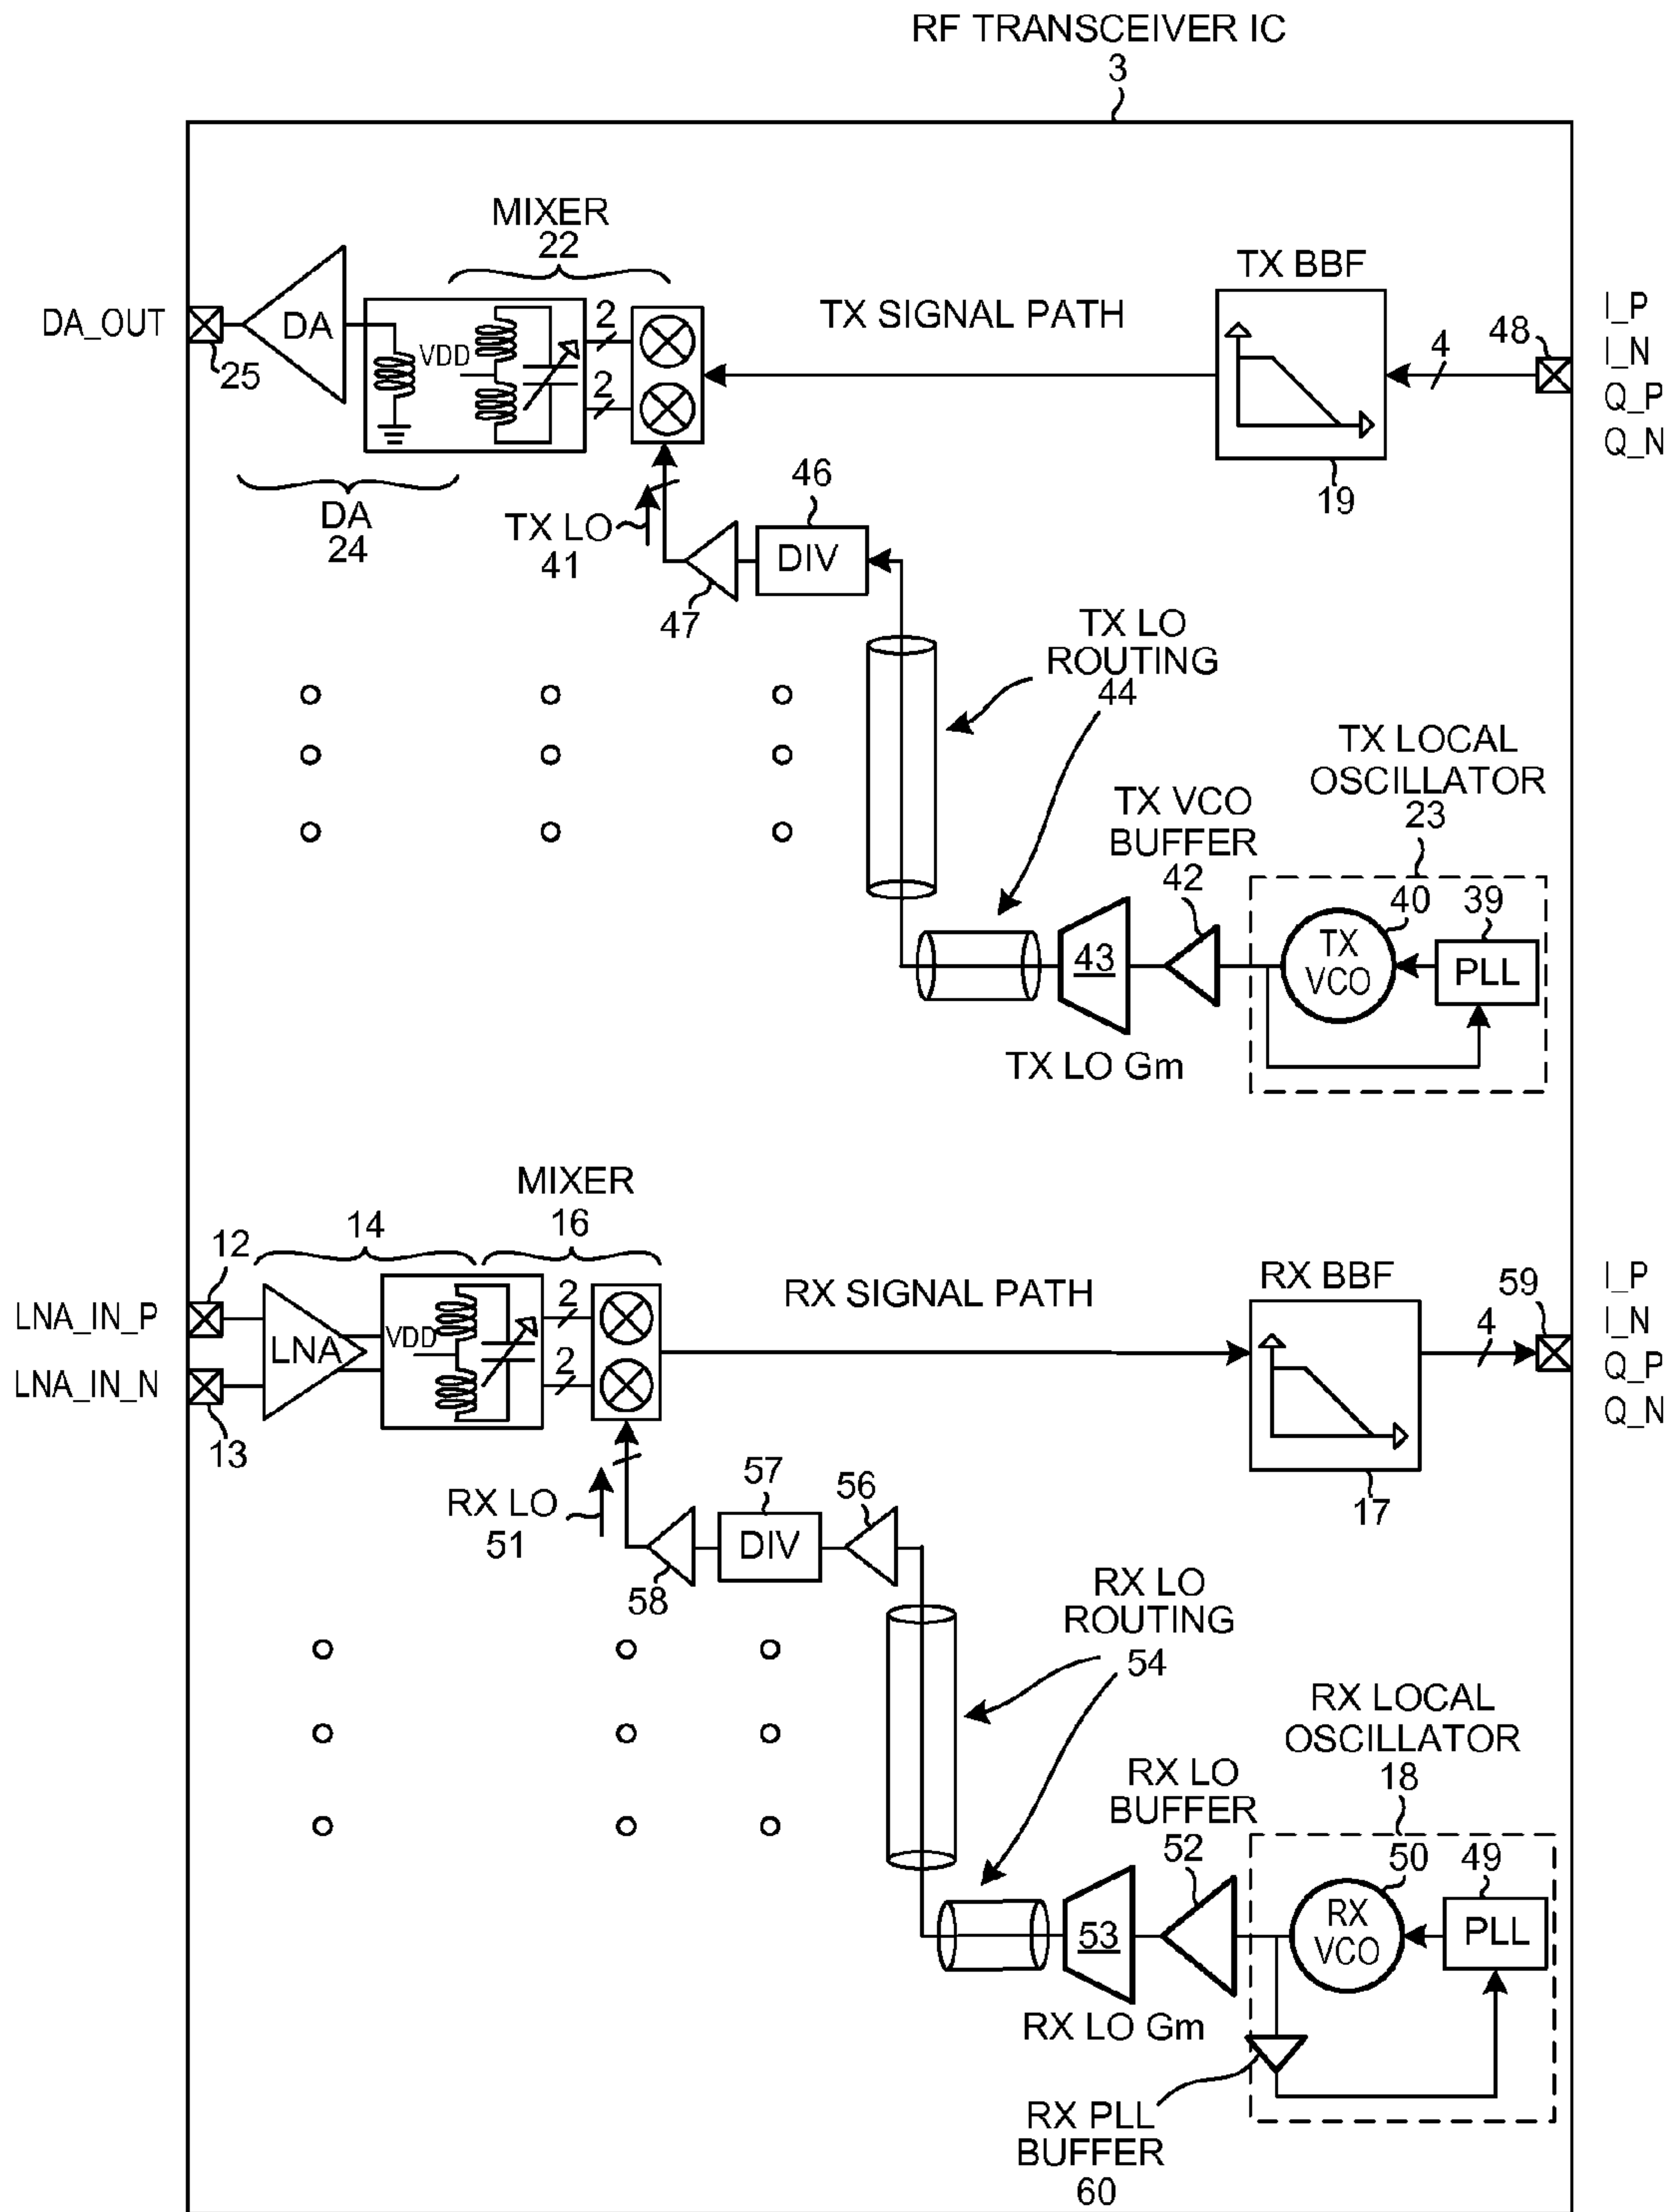 RF TRANSCEIVER IC
3
MIXER
22
DA_OUT
25
DA
VDD
2
2
DA
24
TX SIGNAL PATH
TX BBF
19
4
48
I_P
I_N
Q_P
Q_N
TX LO
41
47
46
DIV
TX LO
ROUTING
44
TX LOCAL
OSCILLATOR
23
TX VCO
BUFFER
42
43
TX LO Gm
40
TX
VCO
39
PLL
MIXER
16
14
12
LNA_IN_P
LNA_IN_N
13
LNA
VDD
2
2
RX SIGNAL PATH
RX BBF
17
4
59
I_P
I_N
Q_P
Q_N
RX LO
51
58
57
DIV
56
RX LO
ROUTING
54
RX LOCAL
OSCILLATOR
18
RX LO
BUFFER
52
53
RX LO Gm
50
RX
VCO
49
PLL
RX PLL
BUFFER
60